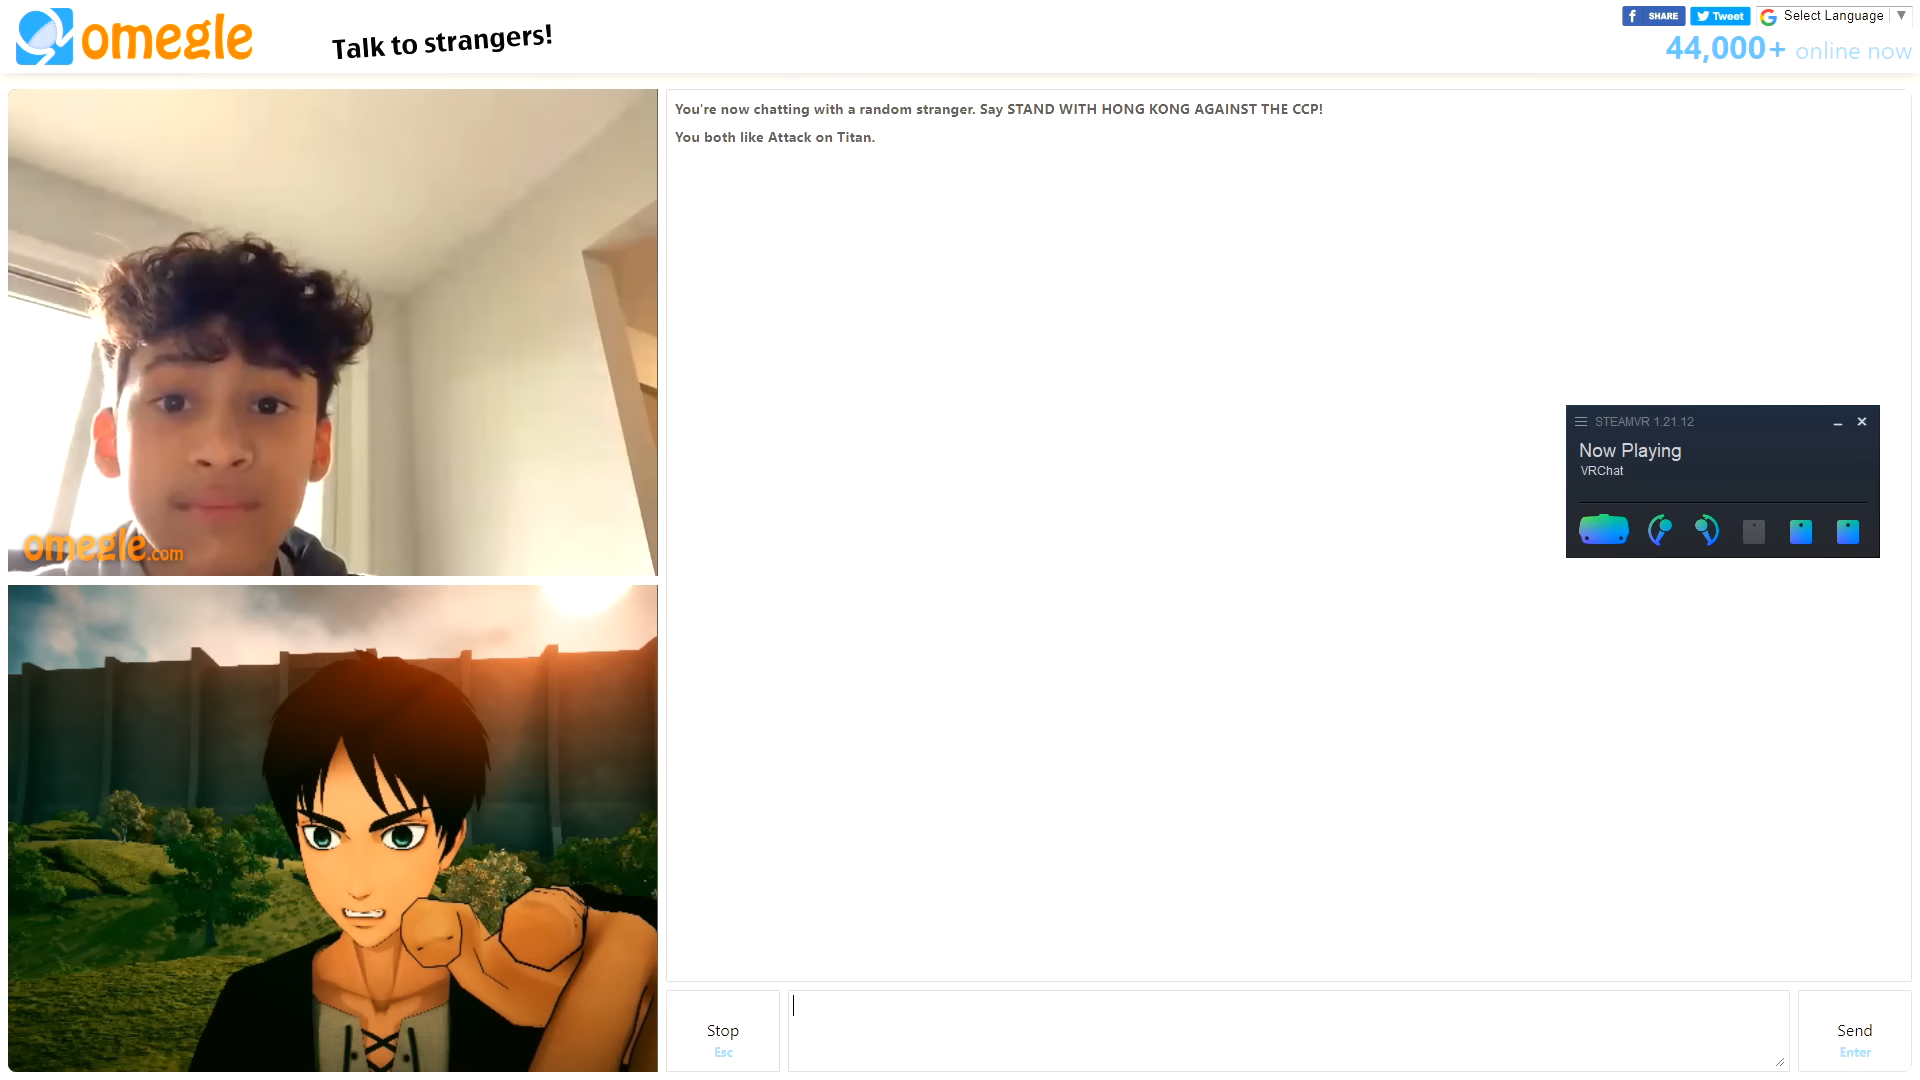 omegle
Talk to strangers!
SHARE
Tweet
Select Language
44,000+ online now
You're now chatting with a random stranger. Say STAND WITH HONG KONG AGAINST THE CCP!
You both like Attack on Titan.
STEAMVR 1.21.12
Now Playing
VRChat
omegle.com
Stop
Esc
Send
Enter